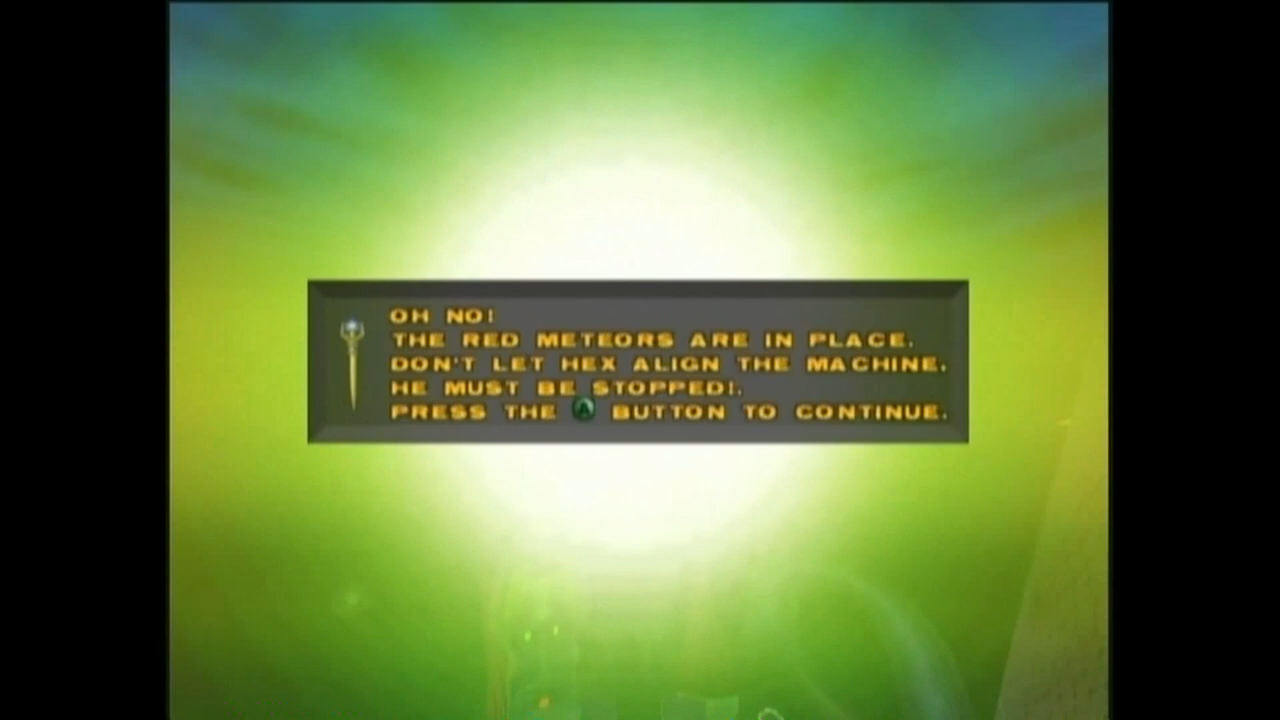 OH NO!
THE RED METEORS ARE IN PLACE.
DON'T LET HEX ALIGN THE MACHINE.
HE MUST BE STOPPED!.
PRESS THE A BUTTON TO CONTINUE.